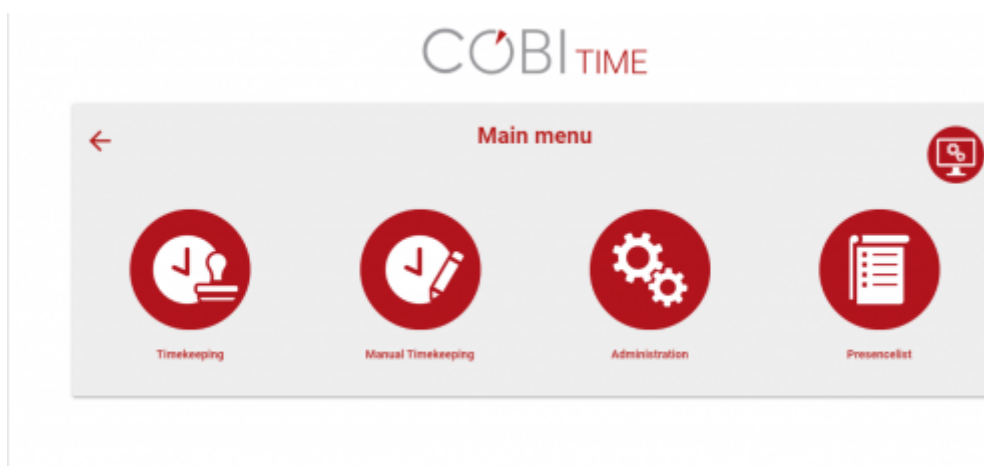 COBI TIME
Main menu
Timekeeping
Manual Timekeeping
Administration
Presencelist